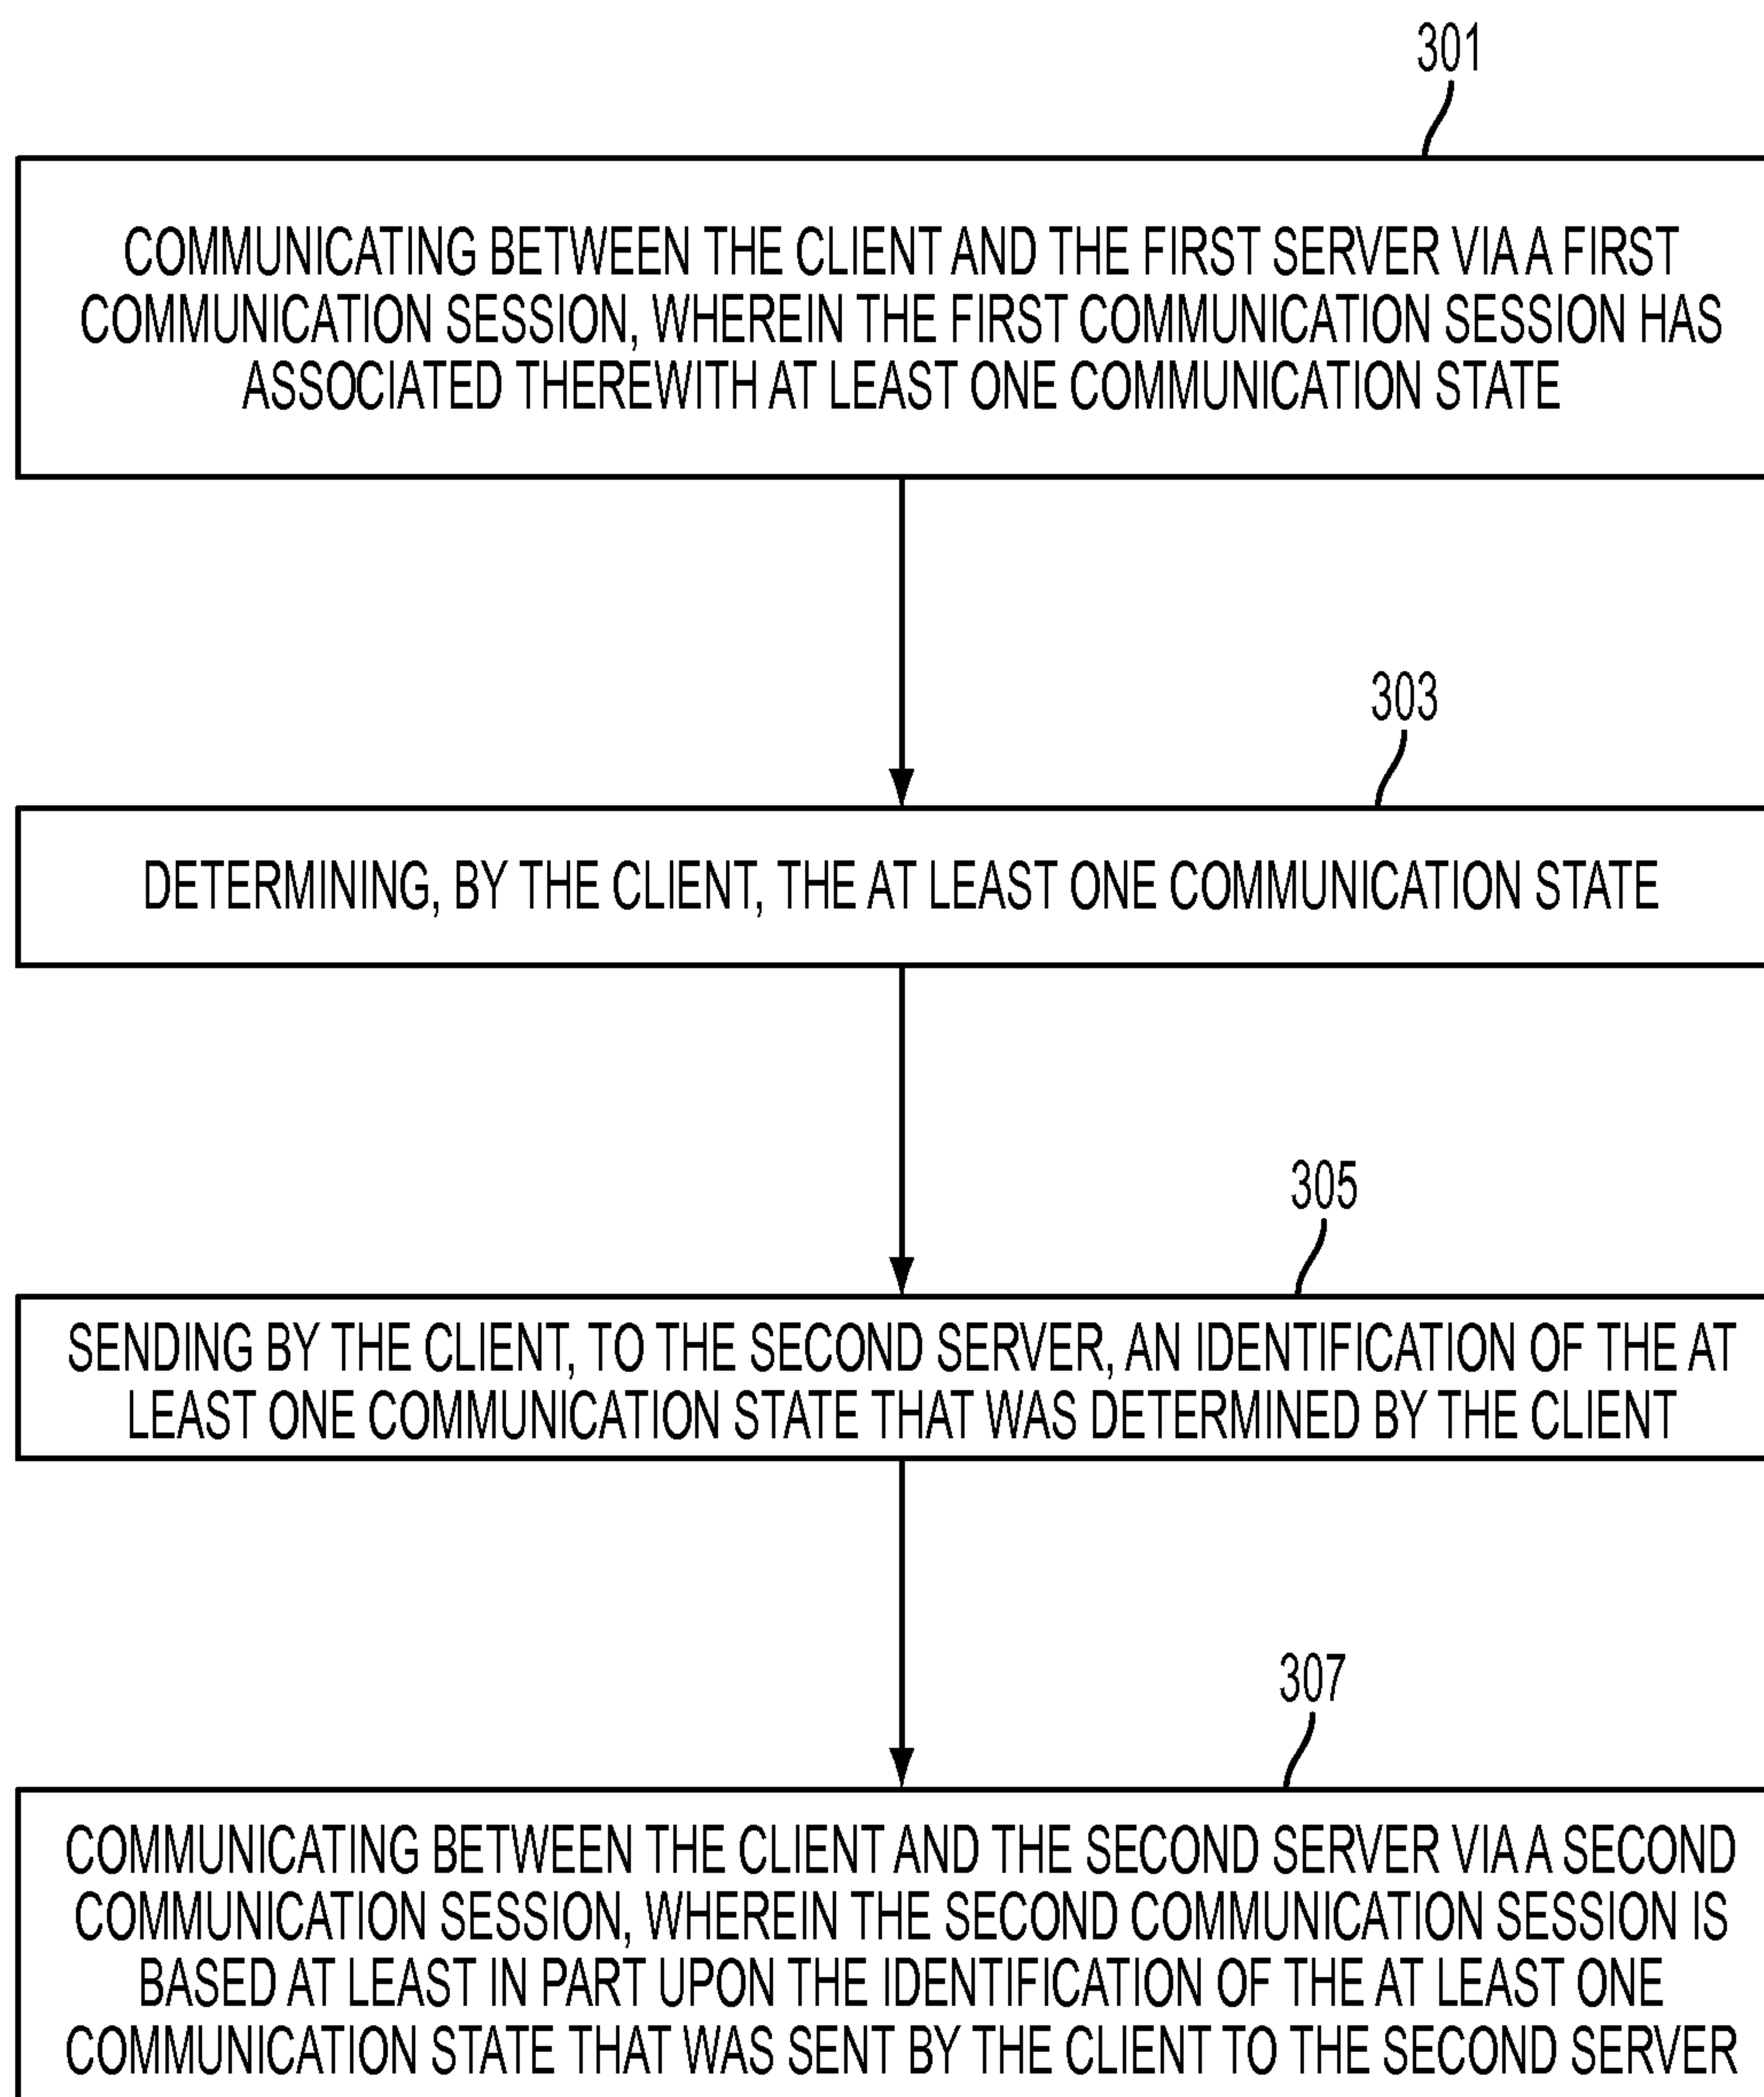 301
COMMUNICATING BETWEEN THE CLIENT AND THE FIRST SERVER VIA A FIRST
COMMUNICATION SESSION, WHEREIN THE FIRST COMMUNICATION SESSION HAS
ASSOCIATED THEREWITH AT LEAST ONE COMMUNICATION STATE
303
DETERMINING, BY THE CLIENT, THE AT LEAST ONE COMMUNICATION STATE
305
SENDING BY THE CLIENT, TO THE SECOND SERVER, AN IDENTIFICATION OF THE AT
LEAST ONE COMMUNICATION STATE THAT WAS DETERMINED BY THE CLIENT
307
COMMUNICATING BETWEEN THE CLIENT AND THE SECOND SERVER VIA A SECOND
COMMUNICATION SESSION, WHEREIN THE SECOND COMMUNICATION SESSION IS
BASED AT LEAST IN PART UPON THE IDENTIFICATION OF THE AT LEAST ONE
COMMUNICATION STATE THAT WAS SENT BY THE CLIENT TO THE SECOND SERVER